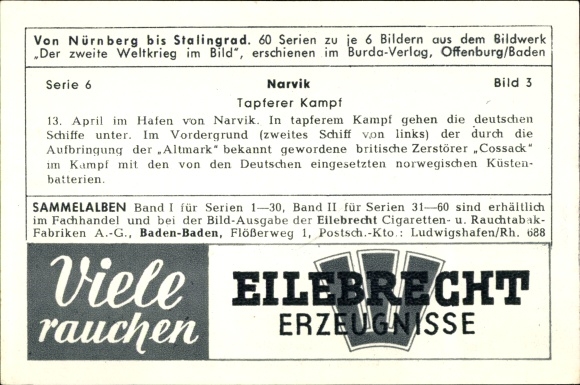 Von Nürnberg bis Stalingrad. 60 Serien zu je 6 Bildern aus dem Bildwerk
„Der zweite Weltkrieg im Bild", erschienen im Burda-Verlag, Offenburg/Baden
Serie 6 Narvik Bild 3
Tapferer Kampf
13. April im Hafen von Narvik. In tapferem Kampf gehen die deutschen
Schiffe unter. Im Vordergrund (zweites Schiff von links) der durch die
Aufbringung der „Altmark" bekannt gewordene britische Zerstörer „Cossack"
im Kampf mit den von den Deutschen eingesetzten norwegischen Küsten-
batterien.
SAMMELALBEN Band I für Serien 1—30, Band II für Serien 31—60 sind erhältlich
im Fachhandel und bei der Bild-Ausgabe der Eilebrecht Cigaretten- u. Rauchtabak-
Fabriken A.-G., Baden-Baden, Flößerweg 1, Postsch.-Kto.: Ludwigshafen/Rh. 688
Viele
rauchen
EILEBRECHT
ERZEUGNISSE